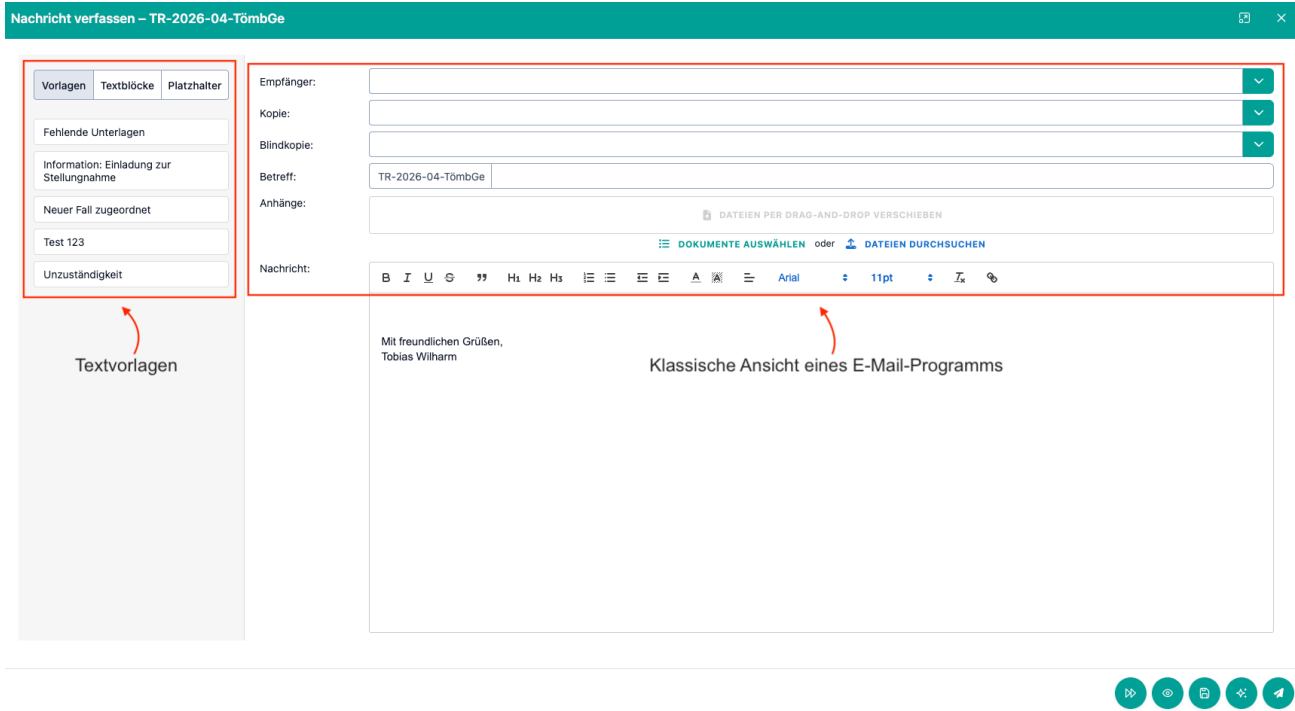 Nachricht verfassen – TR-2026-04-TömbGe
Vorlagen Textblöcke Platzhalter
Fehlende Unterlagen
Information: Einladung zur
Stellungnahme
Neuer Fall zugeordnet
Test 123
Unzuständigkeit
Textvorlagen
Empfänger:
Kopie:
Blindkopie:
Betreff: TR-2026-04-TömbGe
Anhänge: DATEIEN PER DRAG-AND-DROP VERSCHIEBEN
DOKUMENTE AUSWÄHLEN oder DATEIEN DURCHSUCHEN
Nachricht:
B I U S H1 H2 H3 A A Arial 11pt Tx
Mit freundlichen Grüßen,
Tobias Wilharm
Klassische Ansicht eines E-Mail-Programms